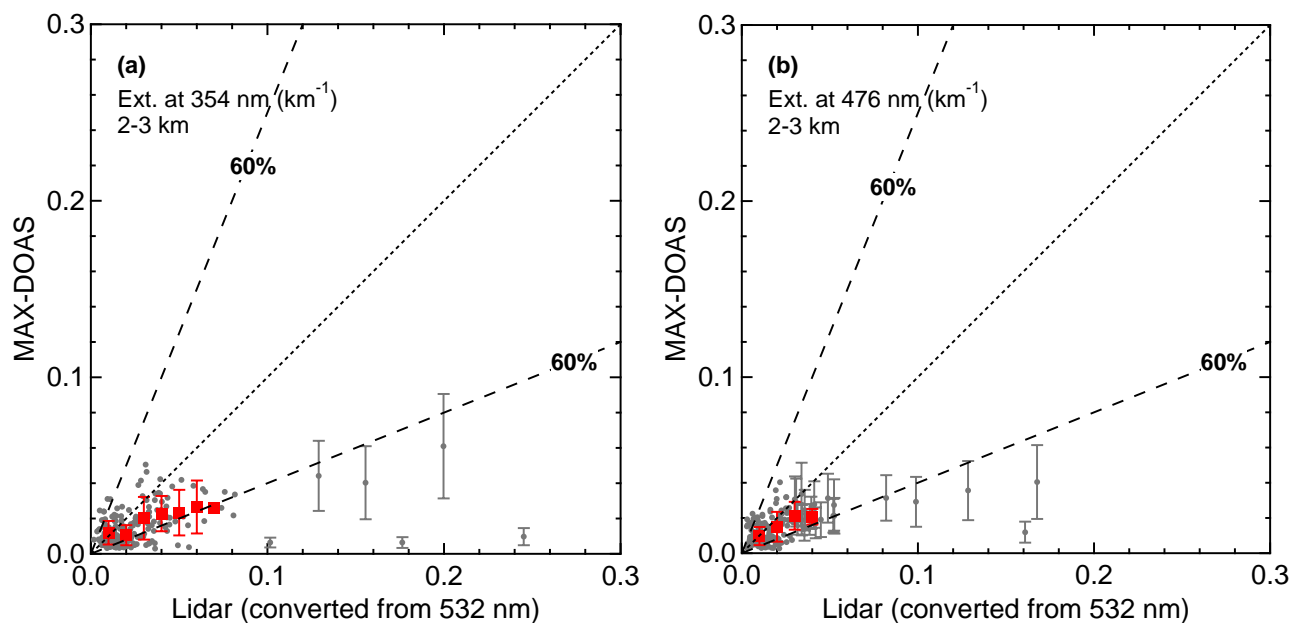 0.3
0.2
0.1
0.0
MAX-DOAS
(a)
Ext. at 354 nm (km⁻¹)
2-3 km
60%
60%
0.0 0.1 0.2 0.3
Lidar (converted from 532 nm)
0.3
0.2
0.1
0.0
MAX-DOAS
(b)
Ext. at 476 nm (km⁻¹)
2-3 km
60%
60%
0.0 0.1 0.2 0.3
Lidar (converted from 532 nm)